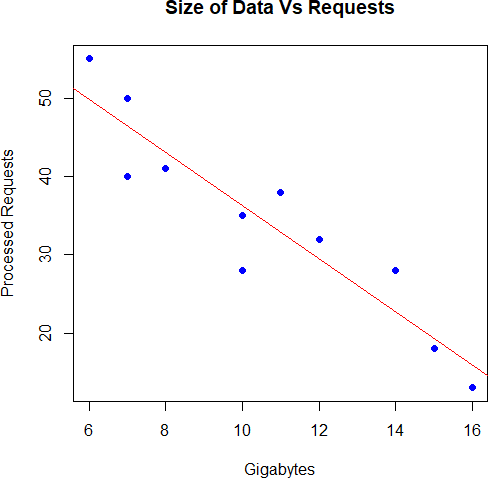 Size of Data Vs Requests
Processed Requests
50
40
30
20
6 8 10 12 14 16
Gigabytes